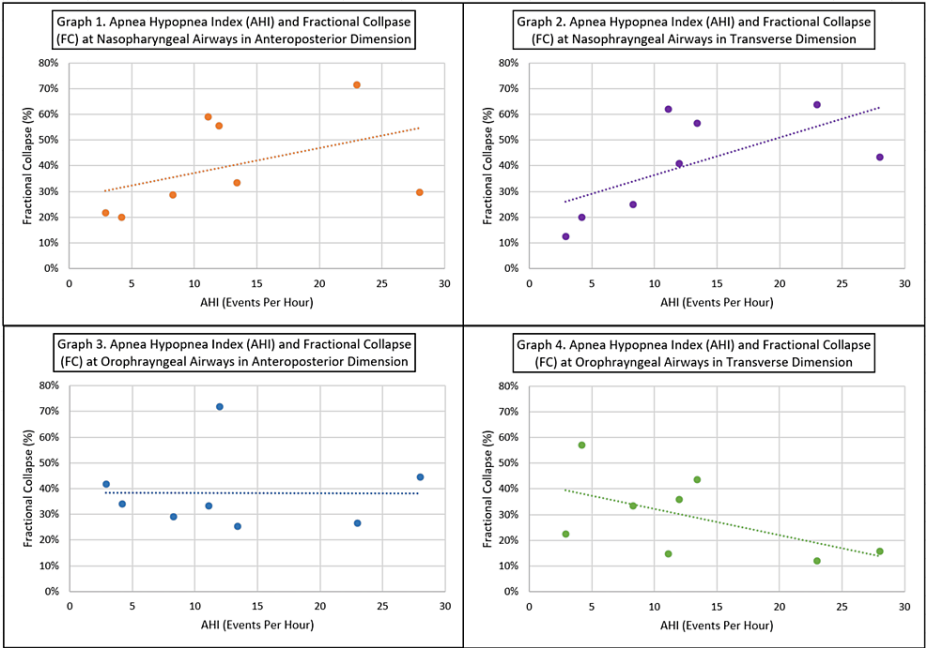 Graph 1. Apnea Hypopnea Index (AHI) and Fractional Collpase
(FC) at Nasopharyngeal Airways in Anteroposterior Dimension
80%
70%
60%
50%
40%
30%
20%
10%
0%
Fractional Collapse (%)
0 5 10 15 20 25 30
AHI (Events Per Hour)
Graph 2. Apnea Hypopnea Index (AHI) and Fractional Collapse
(FC) at Nasophrayngeal Airways in Transverse Dimension
80%
70%
60%
50%
40%
30%
20%
10%
0%
Fractional Collapse (%)
0 5 10 15 20 25 30
AHI (Events Per Hour)
Graph 3. Apnea Hypopnea Index (AHI) and Fractional Collapse
(FC) at Orophrayngeal Airways in Anteroposterior Dimension
80%
70%
60%
50%
40%
30%
20%
10%
0%
Fractional Collapse (%)
0 5 10 15 20 25 30
AHI (Events Per Hour)
Graph 4. Apnea Hypopnea Index (AHI) and Fractional Collapse
(FC) at Orophrayngeal Airways in Transverse Dimension
80%
70%
60%
50%
40%
30%
20%
10%
0%
Fractional Collapse (%)
0 5 10 15 20 25 30
AHI (Events Per Hour)